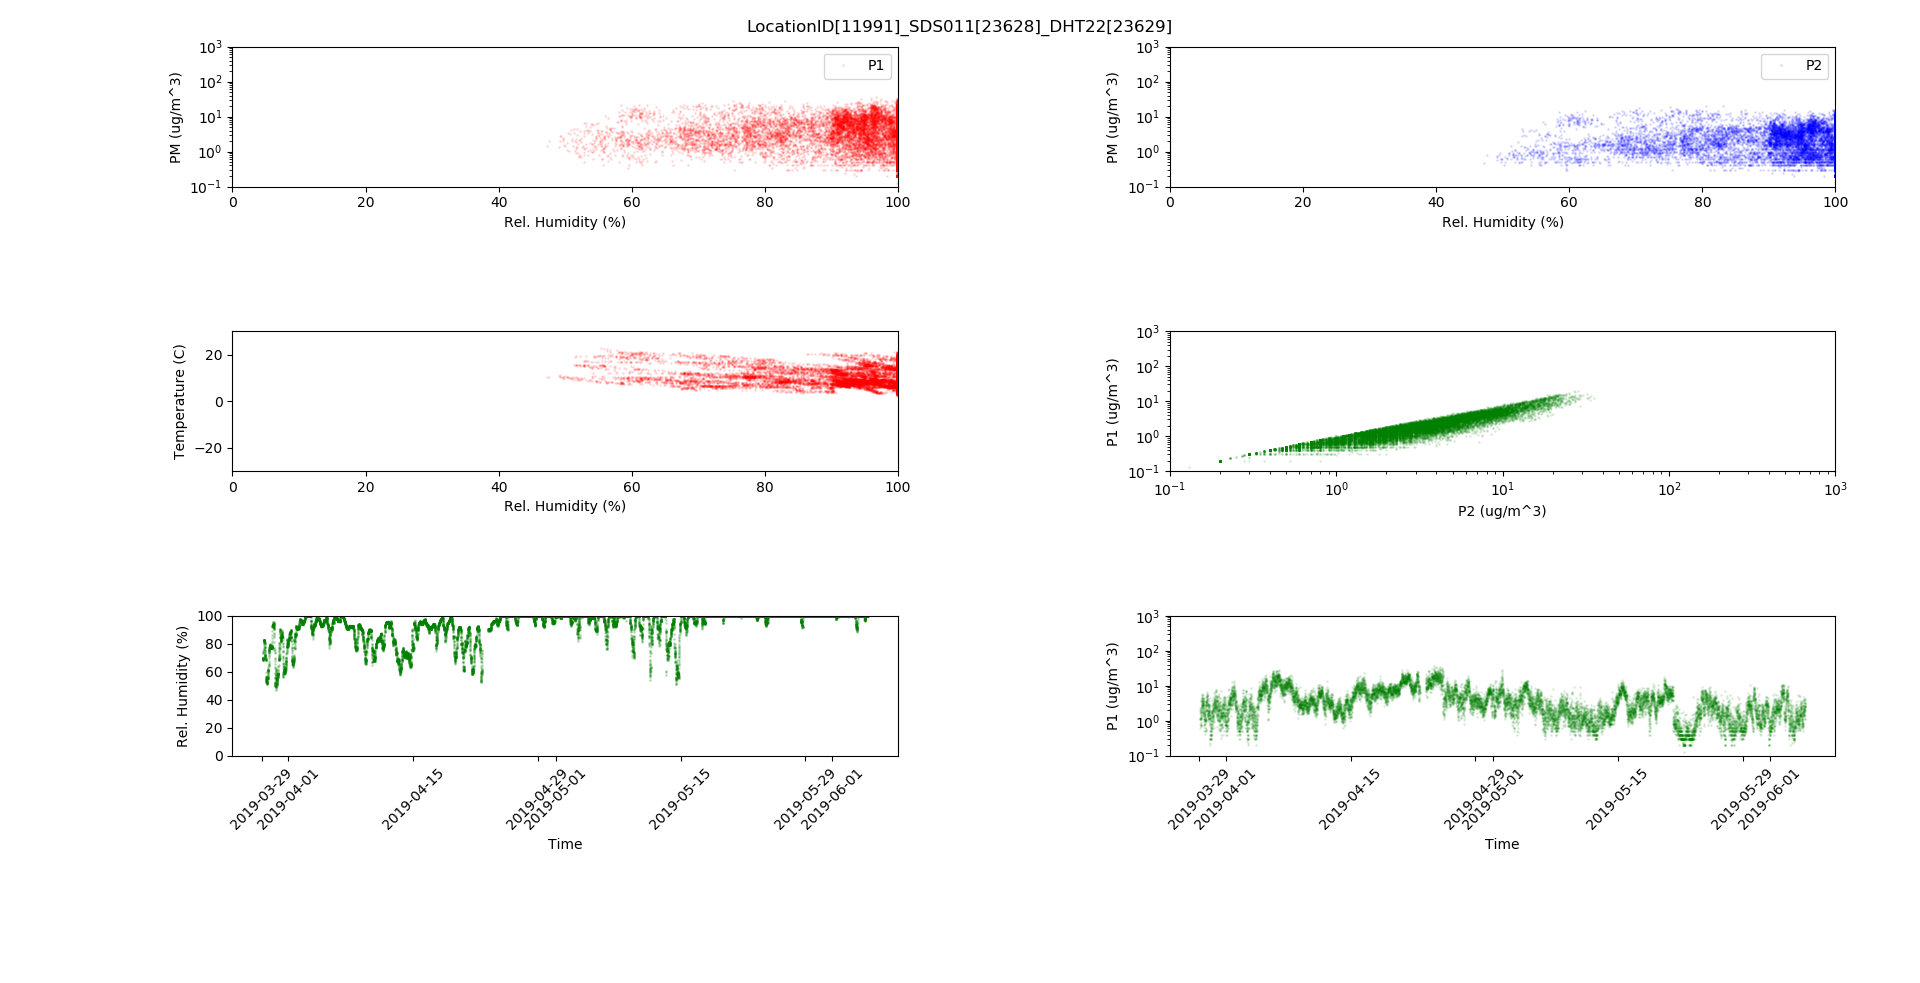 LocationID[11991]_SDS011[23628]_DHT22[23629]
PM (ug/m^3)
10^3
10^2
10^1
10^0
10^-1
P1
0 20 40 60 80 100
Rel. Humidity (%)
PM (ug/m^3)
10^3
10^2
10^1
10^0
10^-1
P2
0 20 40 60 80 100
Rel. Humidity (%)
Temperature (C)
20
0
−20
0 20 40 60 80 100
Rel. Humidity (%)
P1 (ug/m^3)
10^3
10^2
10^1
10^0
10^-1
10^-1 10^0 10^1 10^2 10^3
P2 (ug/m^3)
Rel. Humidity (%)
100
80
60
40
20
0
2019-03-29
2019-04-01
2019-04-15
2019-04-29
2019-05-01
2019-05-15
2019-05-29
2019-06-01
Time
P1 (ug/m^3)
10^3
10^2
10^1
10^0
10^-1
2019-03-29
2019-04-01
2019-04-15
2019-04-29
2019-05-01
2019-05-15
2019-05-29
2019-06-01
Time